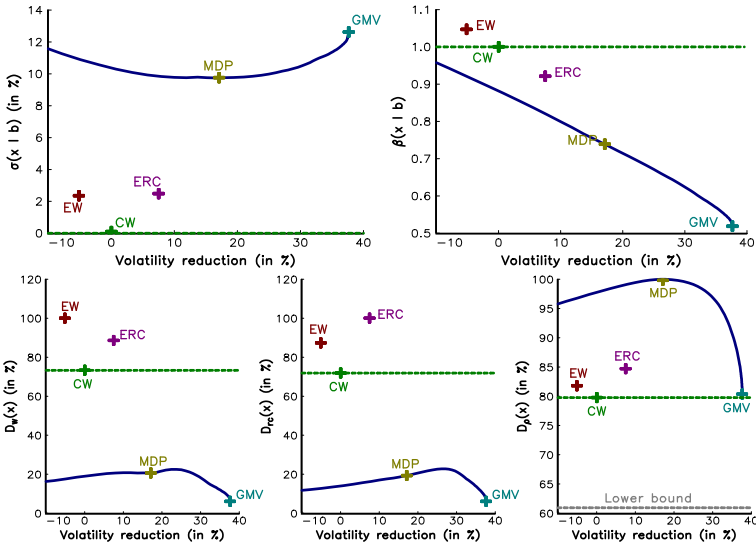 14
12
10
8
6
4
2
0
σ(x | b) (in %)
GMV
MDP
ERC
EW
CW
-10
0
10
20
30
40
Volatility reduction (in %)
1.0
0.9
0.8
0.7
0.6
0.5
β(x | b)
EW
CW
ERC
MDP
GMV
-10
0
10
20
30
40
Volatility reduction (in %)
120
100
80
60
40
20
0
D_w(x) (in %)
EW
ERC
CW
MDP
GMV
-10
0
10
20
30
40
Volatility reduction (in %)
120
100
80
60
40
20
0
D_rc(x) (in %)
ERC
EW
CW
MDP
GMV
-10
0
10
20
30
40
Volatility reduction (in %)
100
95
90
85
80
75
70
65
60
D_ρ(x) (in %)
MDP
ERC
EW
CW
GMV
Lower bound
-10
0
10
20
30
40
Volatility reduction (in %)